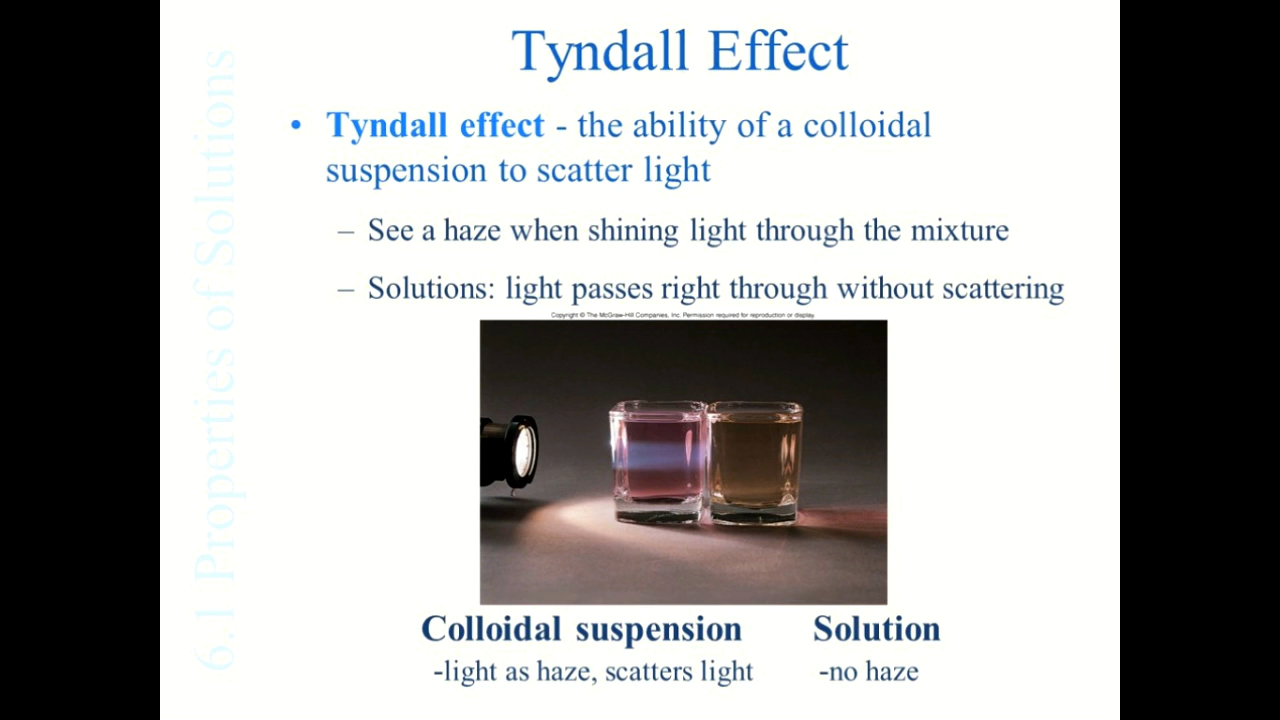 Tyndall Effect
• Tyndall effect - the ability of a colloidal
suspension to scatter light
– See a haze when shining light through the mixture
– Solutions: light passes right through without scattering
Copyright © The McGraw-Hill Companies, Inc. Permission required for reproduction or display.
Colloidal suspension Solution
-light as haze, scatters light -no haze
6.1 Properties of Solutions